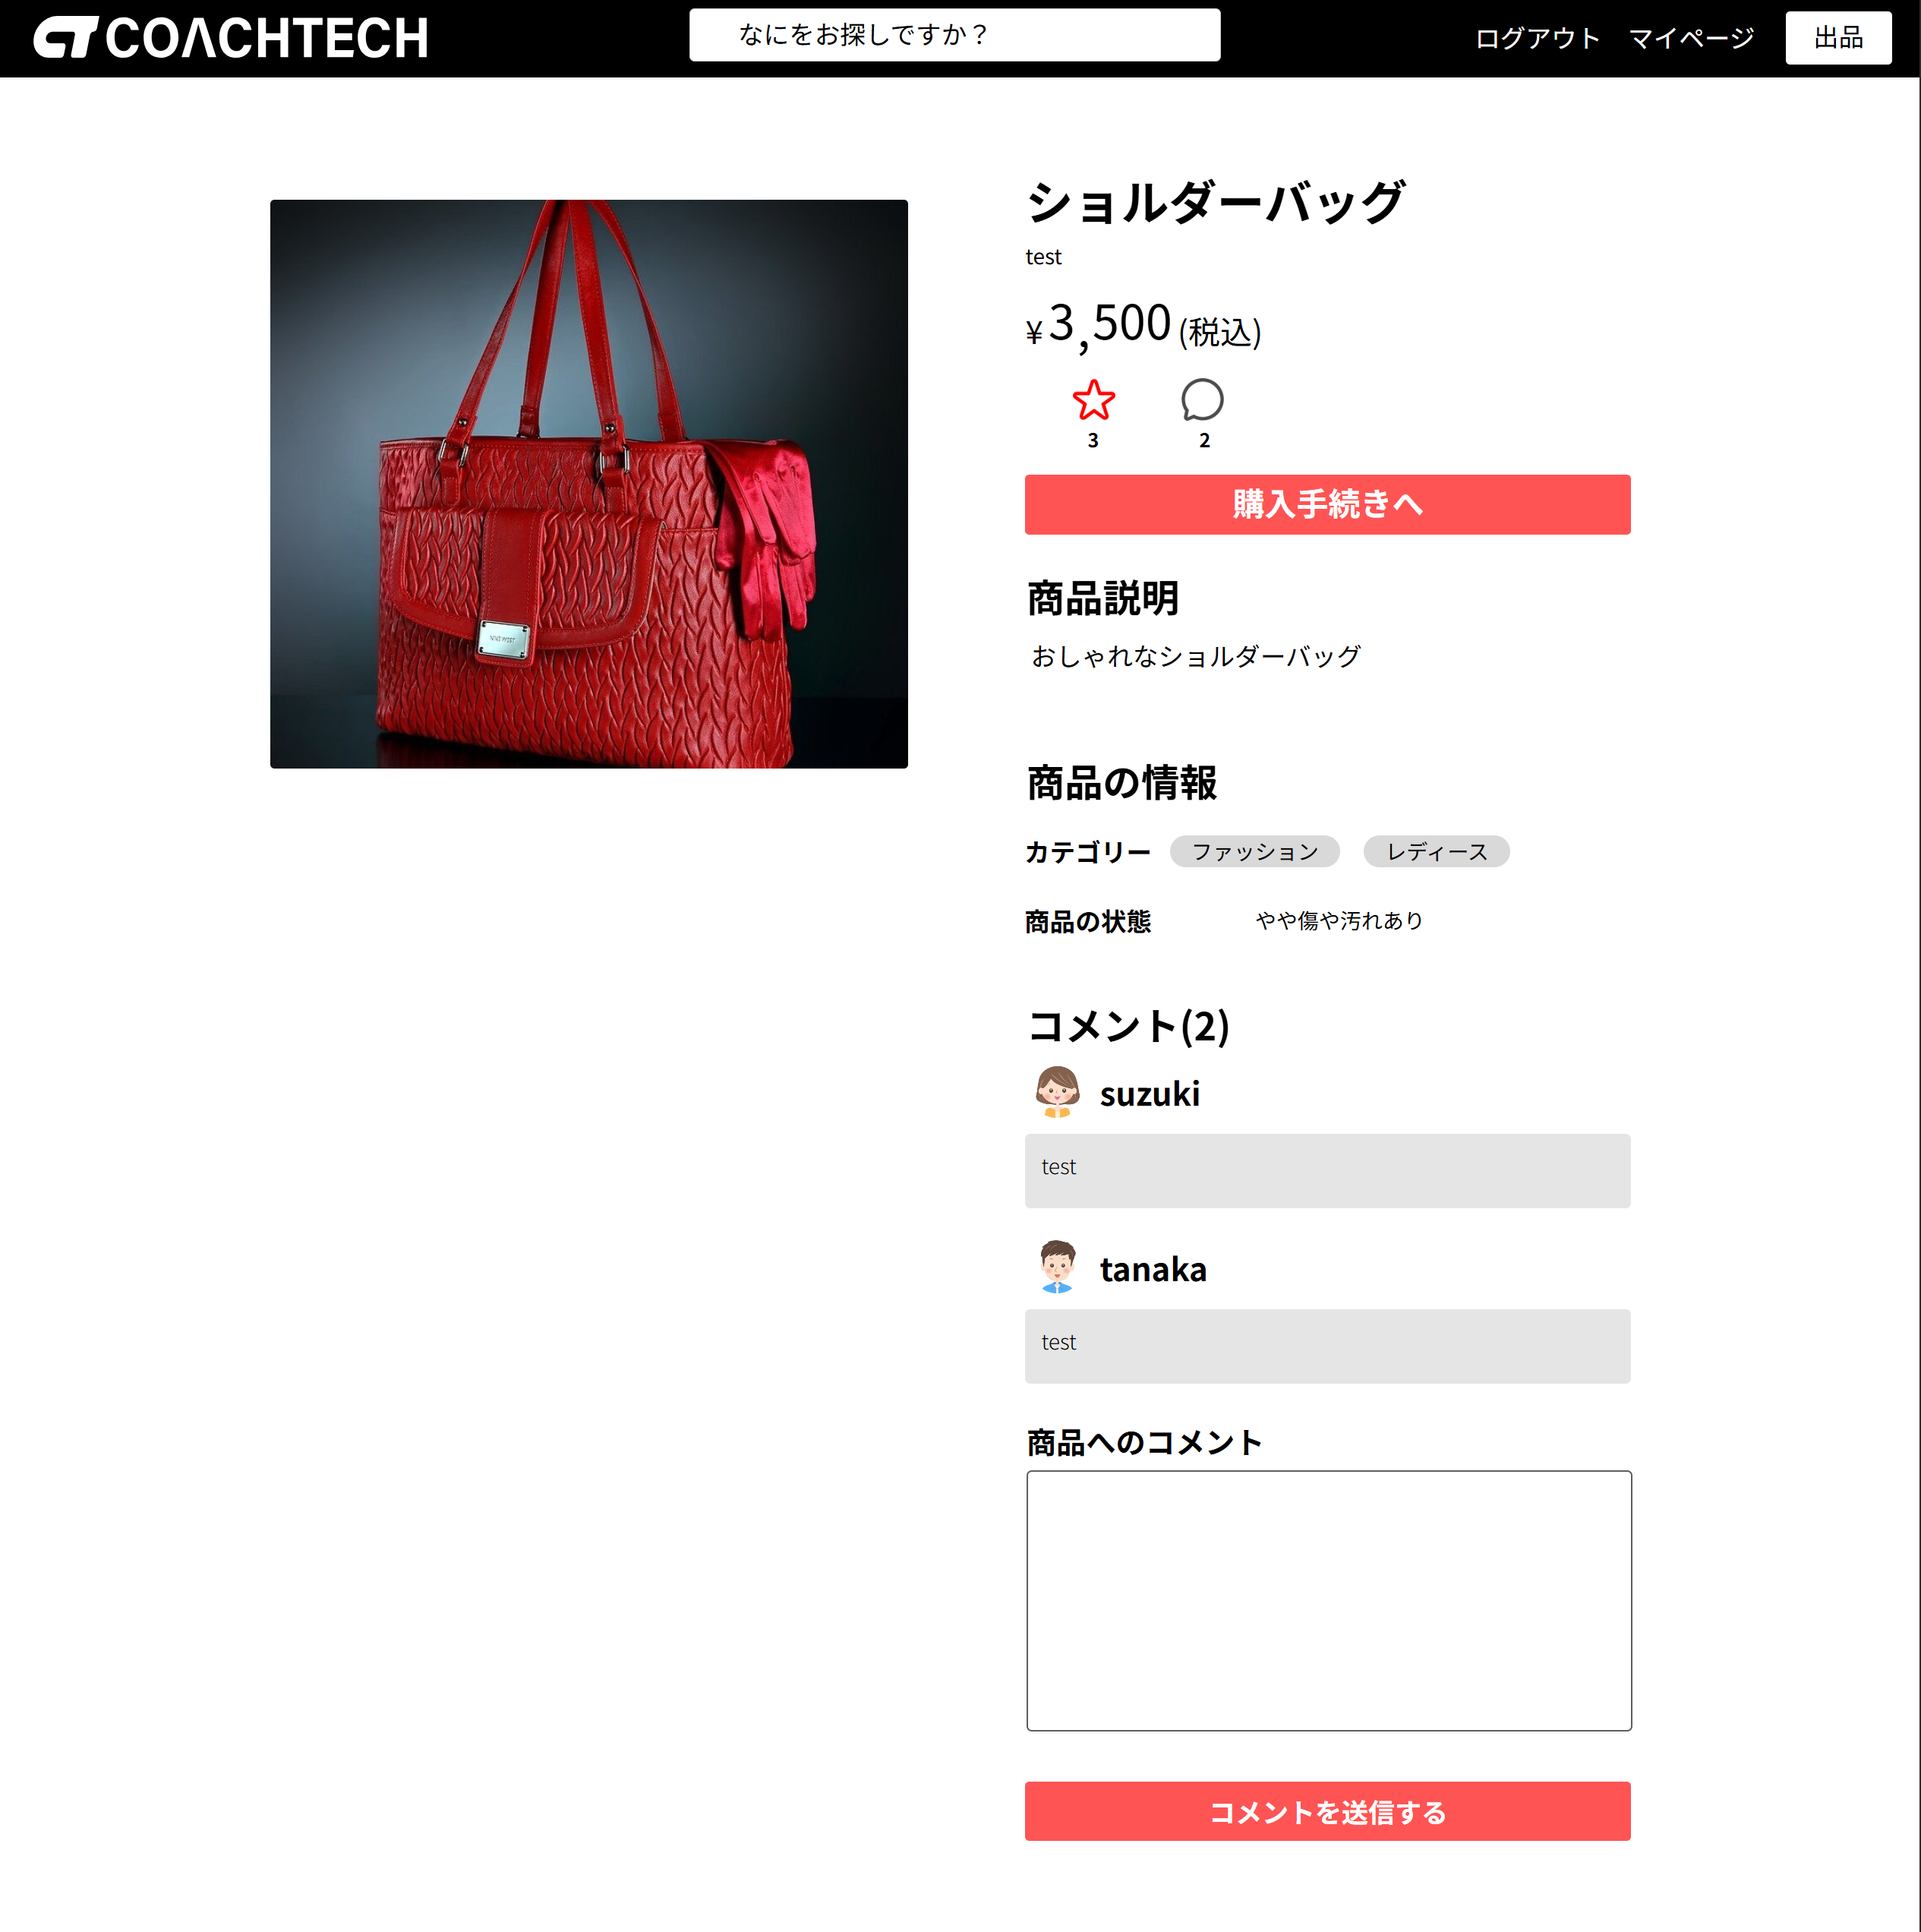 COACHTECH
なにをお探しですか？
ログアウト マイページ 出品
ショルダーバッグ
test
¥3,500 (税込)
3 2
購入手続きへ
商品説明
おしゃれなショルダーバッグ
商品の情報
カテゴリー ファッション レディース
商品の状態 やや傷や汚れあり
コメント(2)
suzuki
test
tanaka
test
商品へのコメント
コメントを送信する